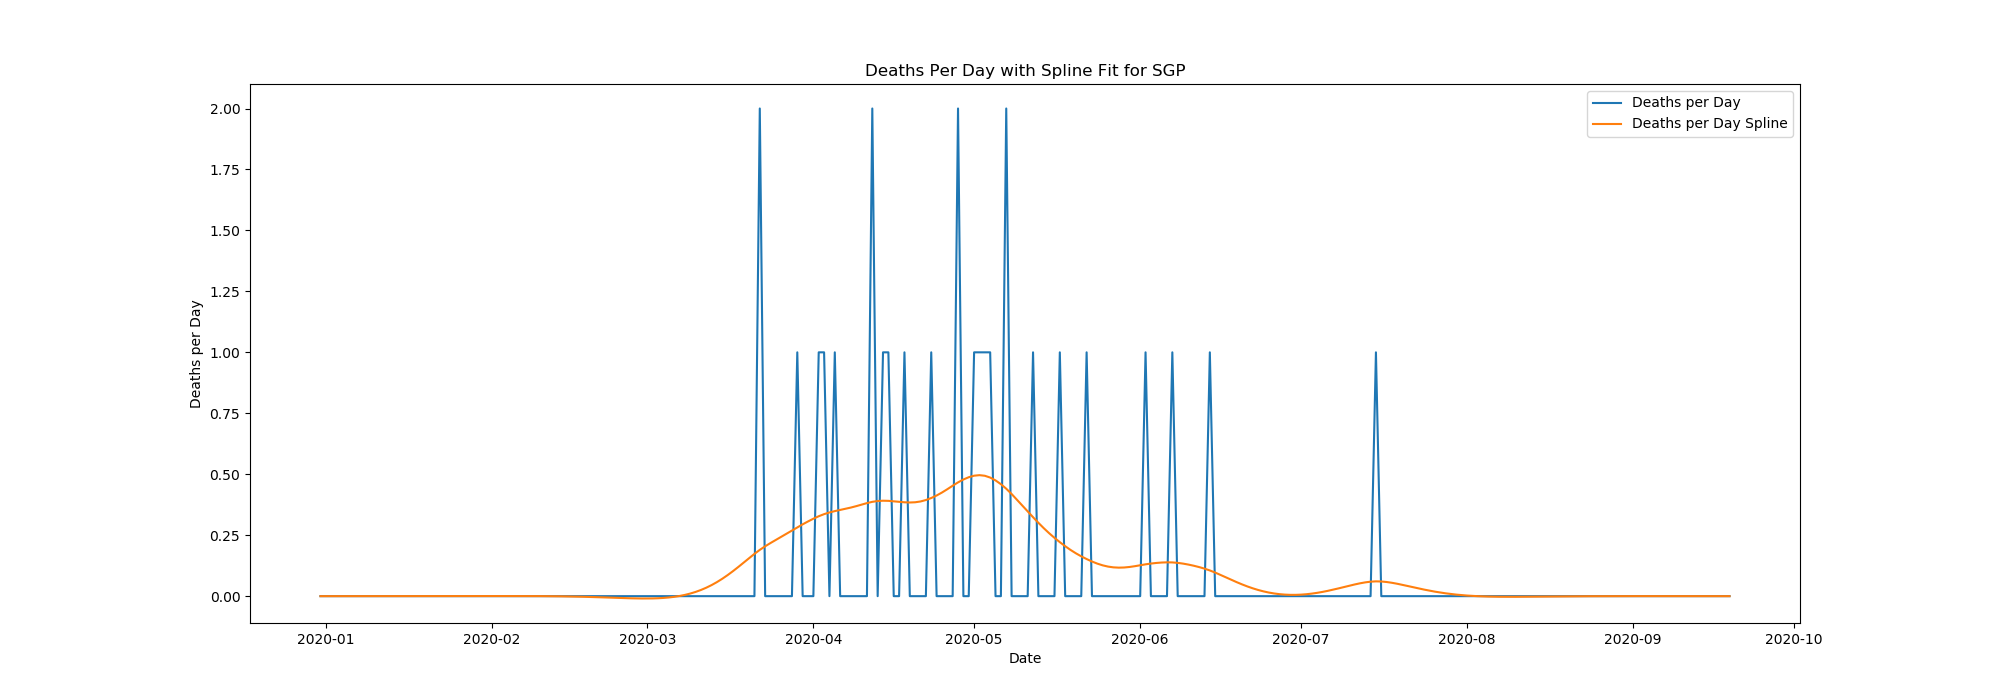 Deaths Per Day with Spline Fit for SGP
Deaths per Day
Deaths per Day Spline
2.00
1.75
1.50
1.25
1.00
0.75
0.50
0.25
0.00
Deaths per Day
2020-01 2020-02 2020-03 2020-04 2020-05 2020-06 2020-07 2020-08 2020-09 2020-10
Date